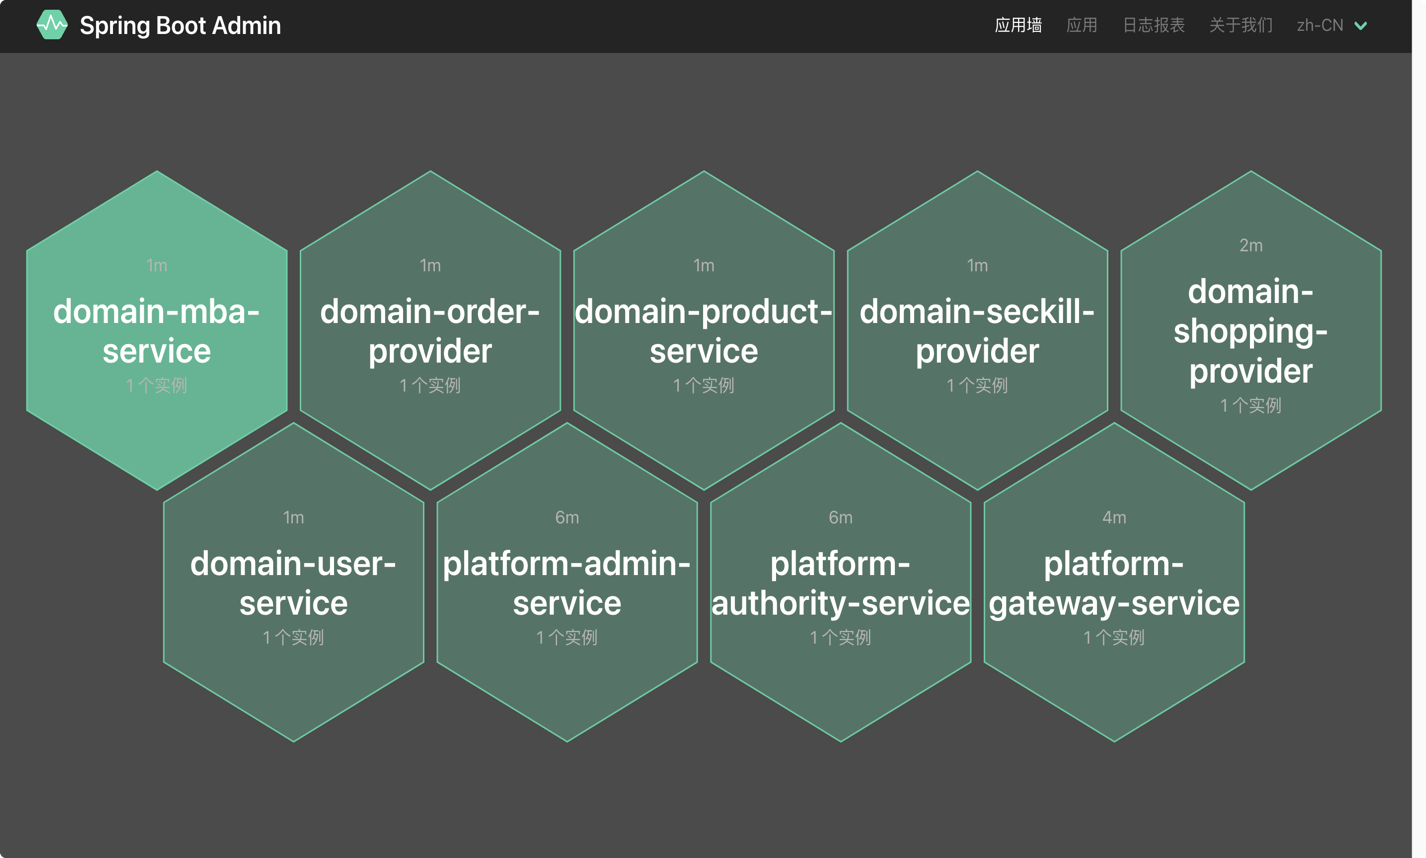 Spring Boot Admin
应用墙 应用 日志报表 关于我们 zh-CN
1m
domain-mba-
service
1 个实例
1m
domain-order-
provider
1 个实例
1m
domain-product-
service
1 个实例
1m
domain-seckill-
provider
1 个实例
2m
domain-
shopping-
provider
1 个实例
1m
domain-user-
service
1 个实例
6m
platform-admin-
service
1 个实例
6m
platform-
authority-service
1 个实例
4m
platform-
gateway-service
1 个实例